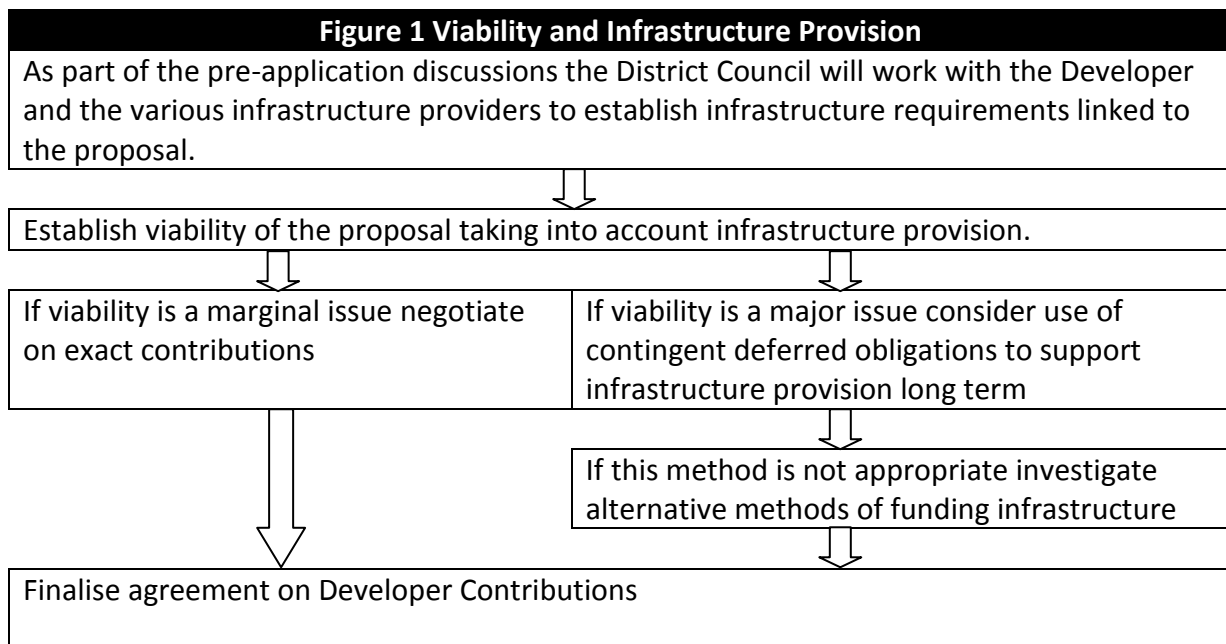 Figure 1 Viability and Infrastructure Provision
As part of the pre-application discussions the District Council will work with the Developer
and the various infrastructure providers to establish infrastructure requirements linked to
the proposal.
Establish viability of the proposal taking into account infrastructure provision.
If viability is a marginal issue negotiate
on exact contributions
If viability is a major issue consider use of
contingent deferred obligations to support
infrastructure provision long term
If this method is not appropriate investigate
alternative methods of funding infrastructure
Finalise agreement on Developer Contributions